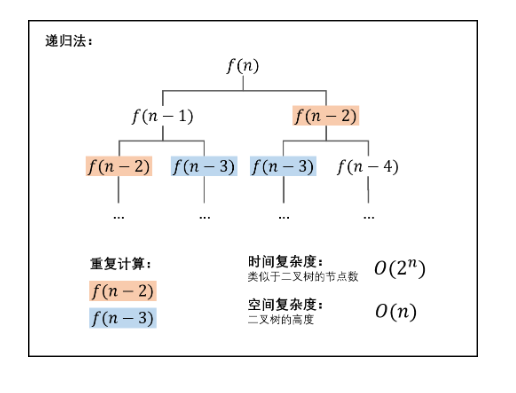 递归法：
f(n)
f(n − 1) f(n − 2)
f(n − 2) f(n − 3) f(n − 3) f(n − 4)
... ... ... ...
重复计算：
f(n − 2)
f(n − 3)
时间复杂度：
类似于二叉树的节点数
O(2ⁿ)
空间复杂度：
二叉树的高度
O(n)